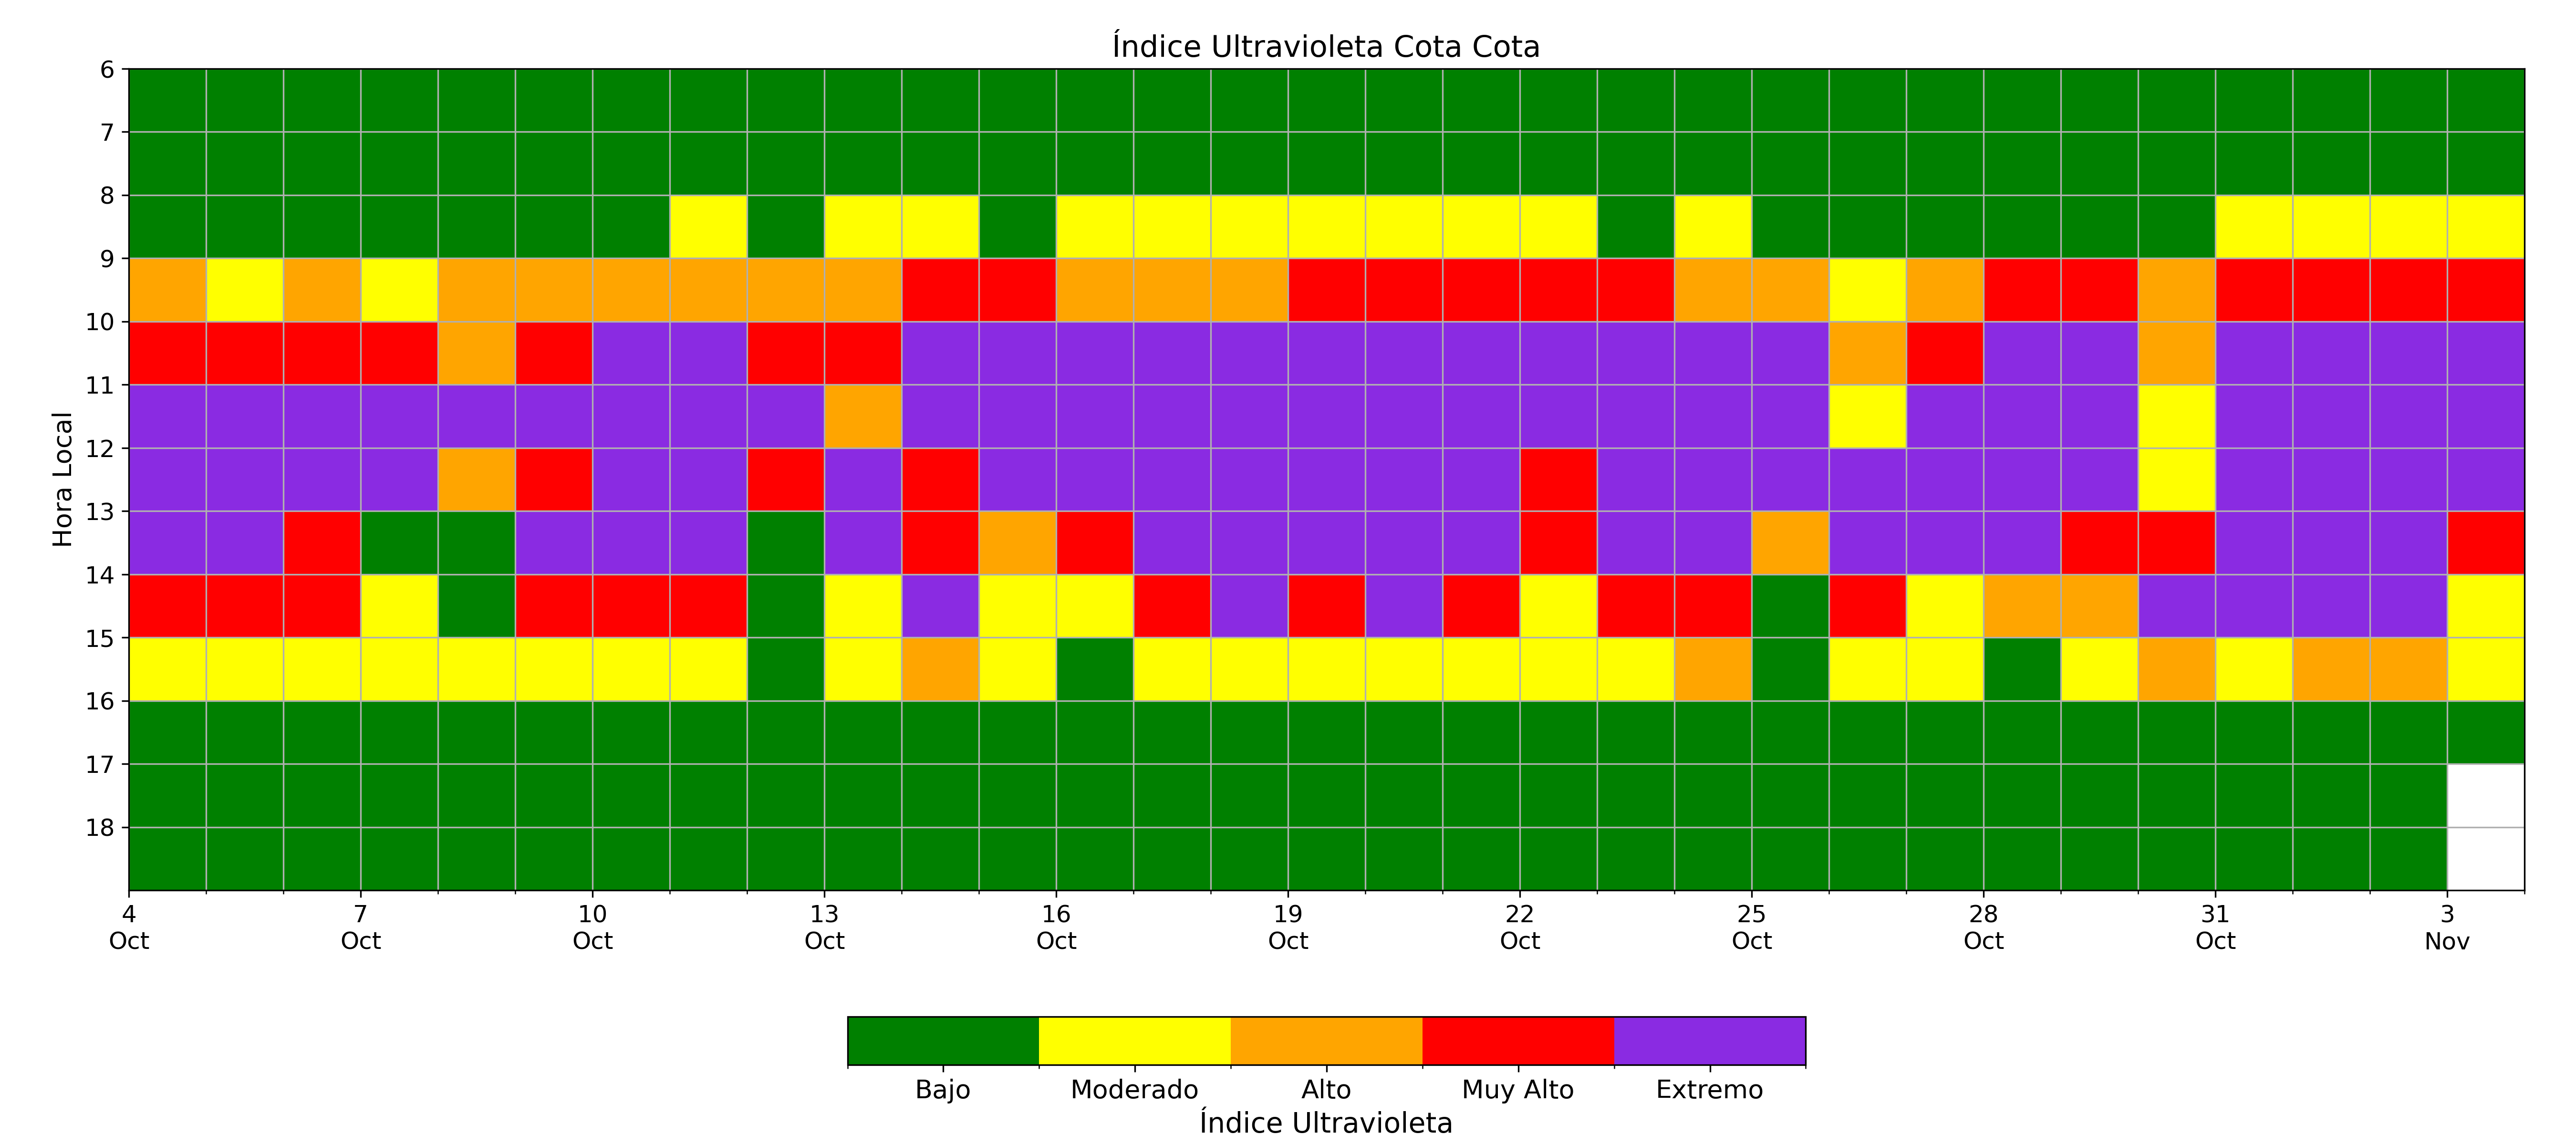 Índice Ultravioleta Cota Cota
6
7
8
9
10
11
12
13
14
15
16
17
18
Hora Local
4 7 10 13 16 19 22 25 28 31 3
Oct Oct Oct Oct Oct Oct Oct Oct Oct Oct Nov
Bajo Moderado Alto Muy Alto Extremo
Índice Ultravioleta